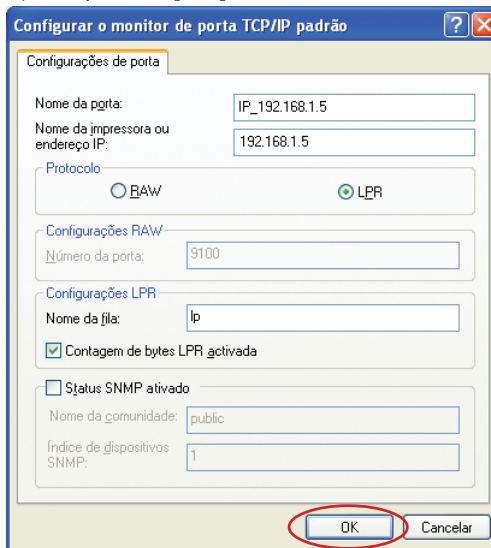 Configurar o monitor de porta TCP/IP padrão
Configurações de porta
Nome da porta: IP_192.168.1.5
Nome da impressora ou
endereço IP: 192.168.1.5
Protocolo
RAW LPR
Configurações RAW
Número da porta: 9100
Configurações LPR
Nome da fila: lp
Contagem de bytes LPR activada
Status SNMP ativado
Nome da comunidade: public
Índice de dispositivos
SNMP: 1
OK Cancelar